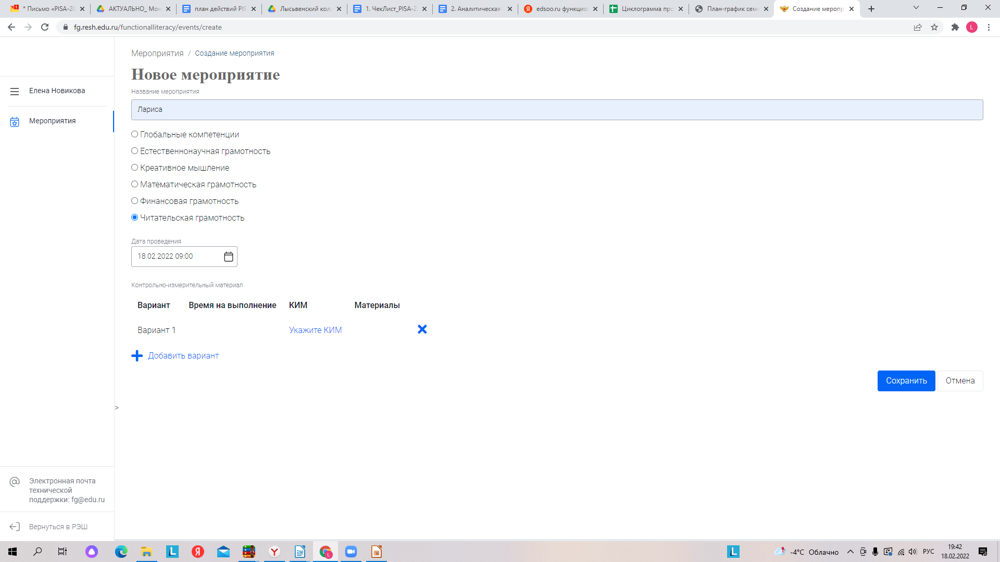 * Письмо «PISA-20
АКТУАЛЬНО_ Мон
план действий PIS
Лысьвенский колл
1. ЧекЛист_PISA-2
2. Аналитическая
edsoo.ru функцио
Циклограмма про
План-график сем
Создание меропр
fg.resh.edu.ru/functionalliteracy/events/create
L
Мероприятия / Создание мероприятия
Новое мероприятие
Елена Новикова
Название мероприятия
Лариса
Мероприятия
Глобальные компетенции
Естественнонаучная грамотность
Креативное мышление
Математическая грамотность
Финансовая грамотность
Читательская грамотность
Дата проведения
18.02.2022 09:00
Контрольно-измерительный материал
Вариант Время на выполнение КИМ Материалы
Вариант 1 Укажите КИМ
Добавить вариант
Сохранить Отмена
>
Электронная почта
технической
поддержки: fg@edu.ru
Вернуться в РЭШ
-4°C Облачно
РУС
19:42
18.02.2022